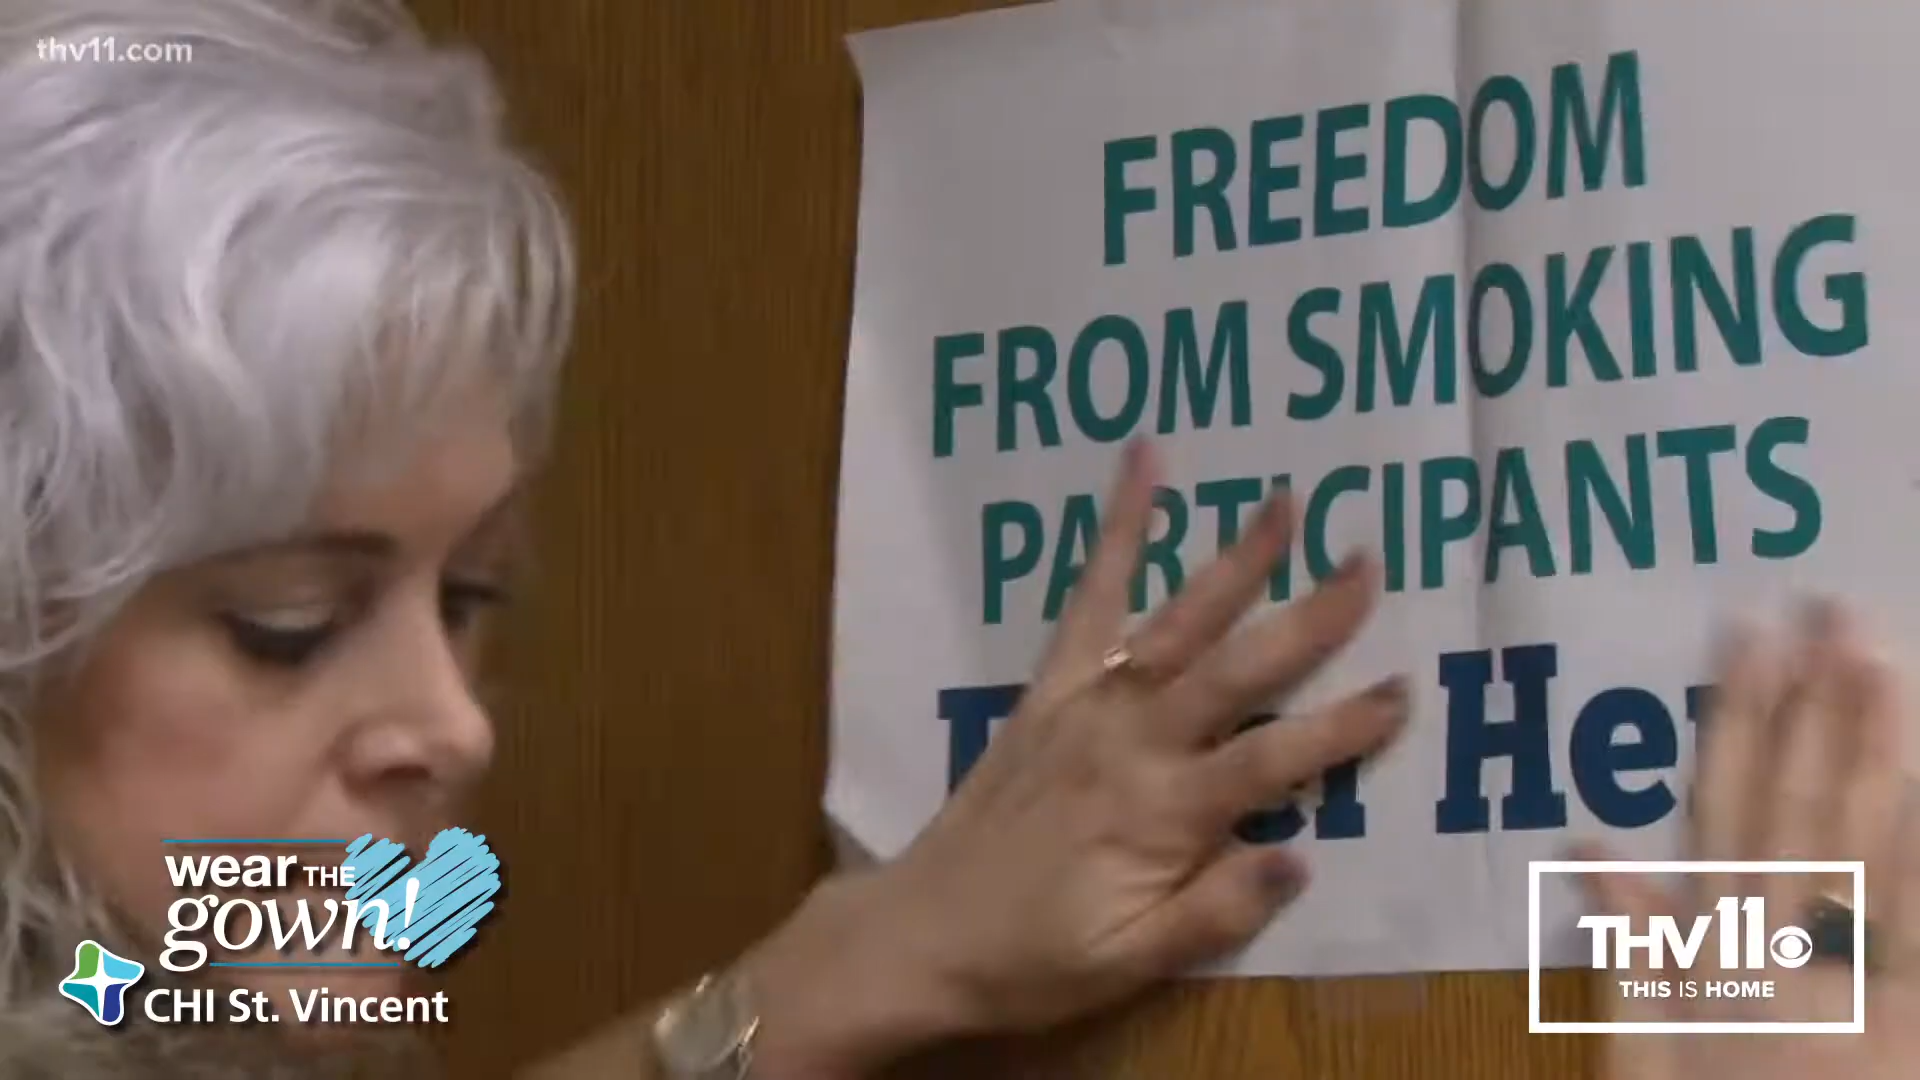 thv11.com
FREEDOM
FROM SMOKING
PARTICIPANTS
wear THE
gown!
CHI St. Vincent
THV11
THIS IS HOME